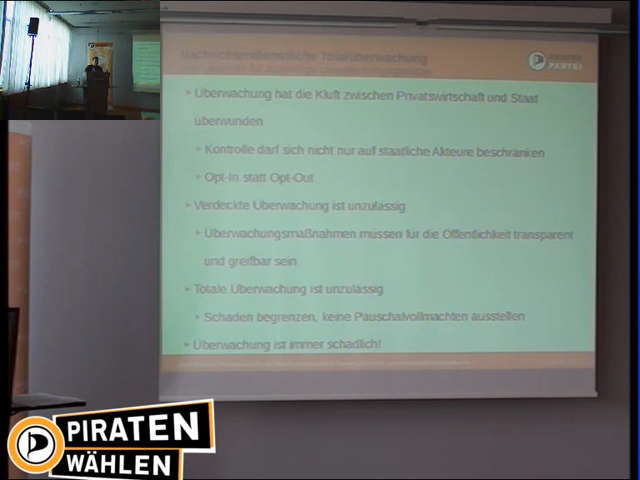 Nachrichtendienstliche Totalüberwachung
PIRATEN
PARTEI
Überwachung hat die Kluft zwischen Privatswirtschaft und Staat
überwunden
Kontrolle darf sich nicht nur auf staatliche Akteure beschränken
Opt-In statt Opt-Out
Verdeckte Überwachung ist unzulässig
Überwachungsmaßnahmen müssen für die Öffentlichkeit transparent
und greifbar sein
Totale Überwachung ist unzulässig
Schaden begrenzen, keine Pauschalvollmachten ausstellen
Überwachung ist immer schädlich!
PIRATEN
WÄHLEN